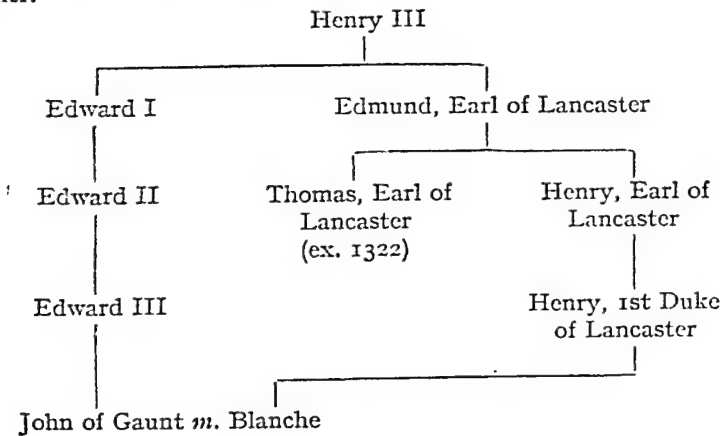 Henry III
Edward I Edmund, Earl of Lancaster
Edward II Thomas, Earl of Lancaster (ex. 1322) Henry, Earl of Lancaster
Edward III Henry, 1st Duke of Lancaster
John of Gaunt m. Blanche